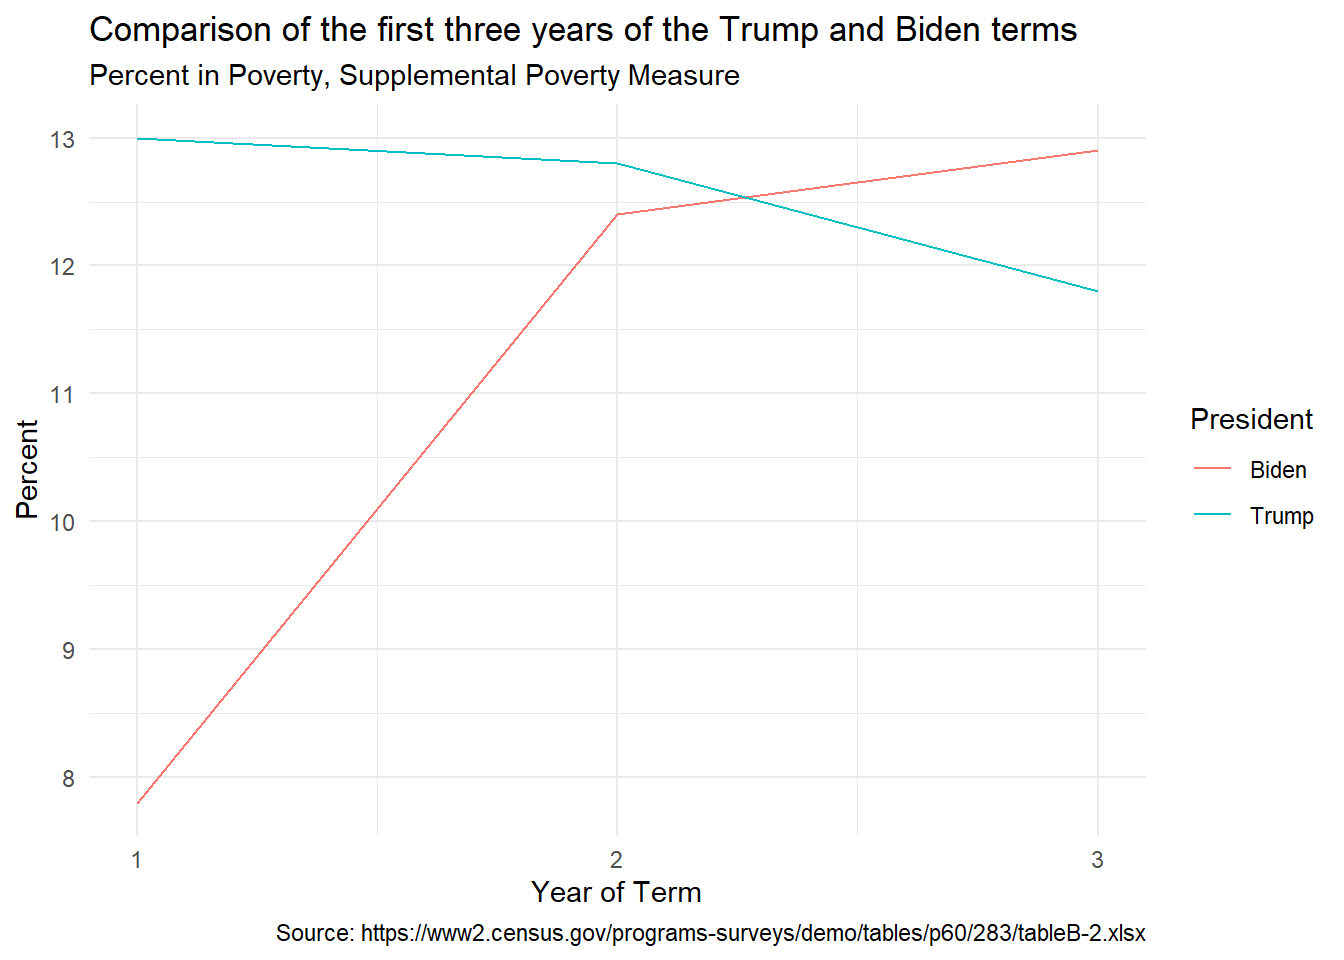 Comparison of the first three years of the Trump and Biden terms
Percent in Poverty, Supplemental Poverty Measure
13
12
11
10
9
8
Percent
1
2
3
Year of Term
President
Biden
Trump
Source: https://www2.census.gov/programs-surveys/demo/tables/p60/283/tableB-2.xlsx